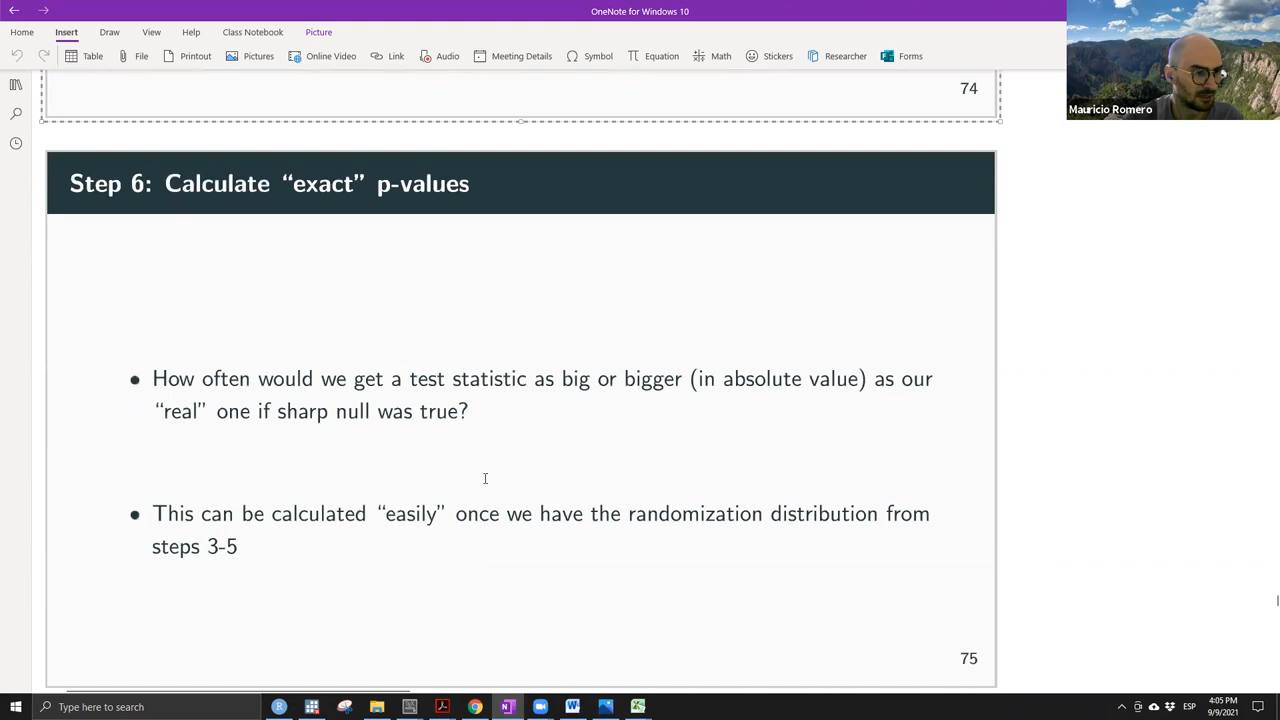 OneNote for Windows 10
Home Insert Draw View Help Class Notebook Picture
Table File Printout Pictures Online Video Link Audio Meeting Details Symbol Equation Math Stickers Researcher Forms
Mauricio Romero
74
Step 6: Calculate “exact” p-values
• How often would we get a test statistic as big or bigger (in absolute value) as our
“real” one if sharp null was true?
• This can be calculated “easily” once we have the randomization distribution from
steps 3-5
75
Type here to search
ESP
4:05 PM
9/9/2021